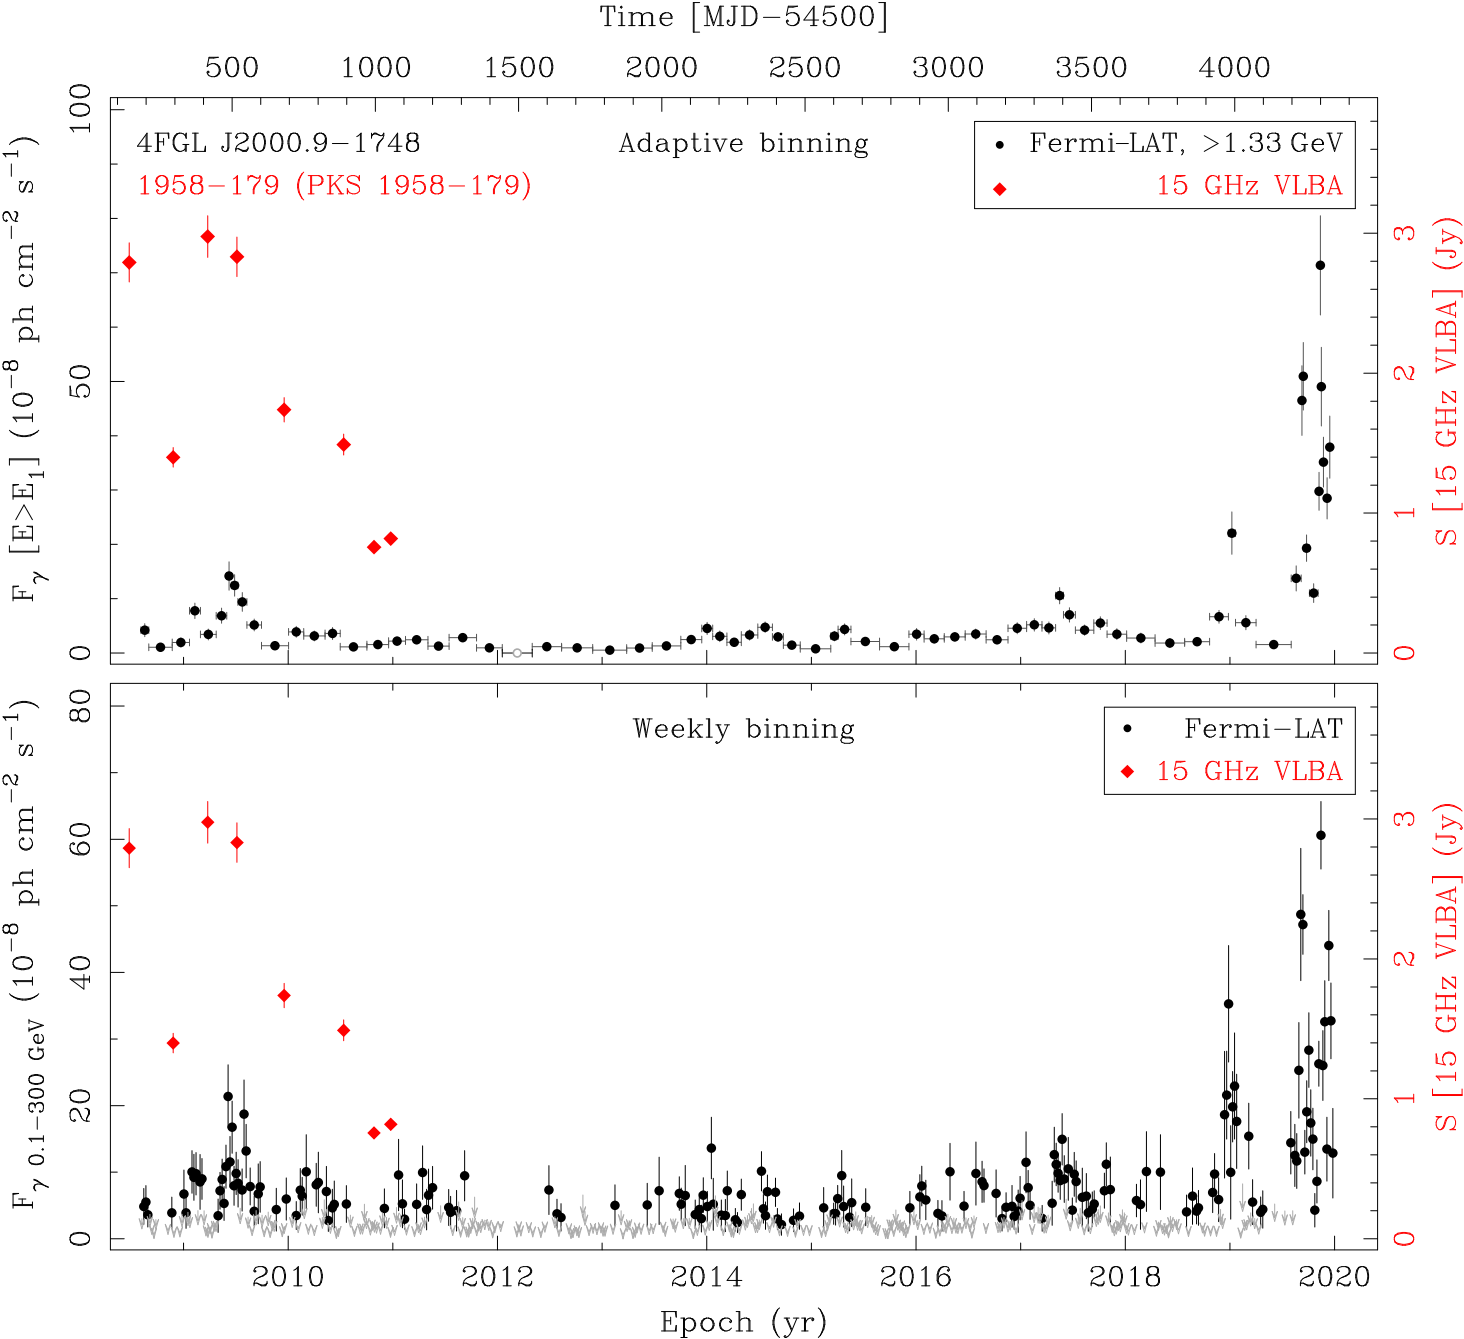 Time [MJD−54500]
500 1000 1500 2000 2500 3000 3500 4000
4FGL J2000.9−1748
1958−179 (PKS 1958−179)
Adaptive binning
Fermi−LAT, >1.33 GeV
15 GHz VLBA
100
50
0
F_γ [E>E_1] (10^−8 ph cm^−2 s^−1)
3
2
1
0
S [15 GHz VLBA] (Jy)
Weekly binning
Fermi−LAT
15 GHz VLBA
80
60
40
20
0
F_γ 0.1−300 GeV (10^−8 ph cm^−2 s^−1)
3
2
1
0
S [15 GHz VLBA] (Jy)
2010 2012 2014 2016 2018 2020
Epoch (yr)